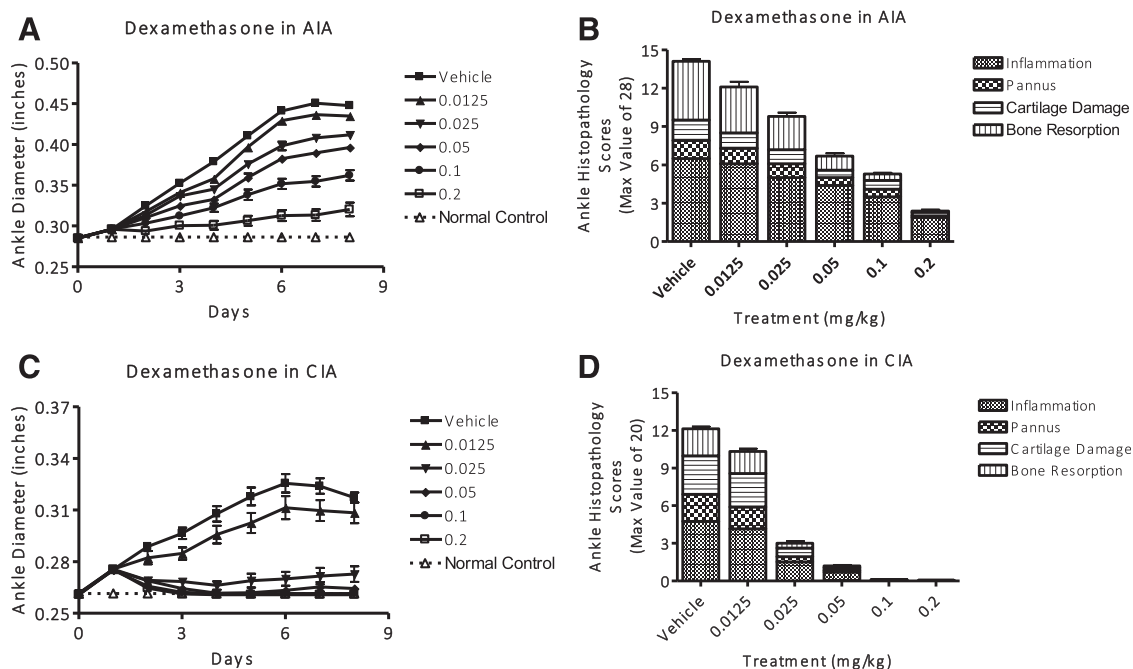 A
Dexamethasone in AIA
Ankle Diameter (inches)
0.50
0.45
0.40
0.35
0.30
0.25
0
3
6
9
Days
Vehicle
0.0125
0.025
0.05
0.1
0.2
Normal Control
B
Dexamethasone in AIA
Ankle Histopathology
Scores
(Max Value of 28)
15
12
9
6
3
0
Vehicle
0.0125
0.025
0.05
0.1
0.2
Treatment (mg/kg)
Inflammation
Pannus
Cartilage Damage
Bone Resorption
C
Dexamethasone in CIA
Ankle Diameter (inches)
0.37
0.34
0.31
0.28
0.25
0
3
6
9
Days
Vehicle
0.0125
0.025
0.05
0.1
0.2
Normal Control
D
Dexamethasone in AIA
Ankle Histopathology
Scores
(Max Value of 20)
15
12
9
6
3
0
Vehicle
0.0125
0.025
0.05
0.1
0.2
Treatment (mg/kg)
Inflammation
Pannus
Cartilage Damage
Bone Resorption